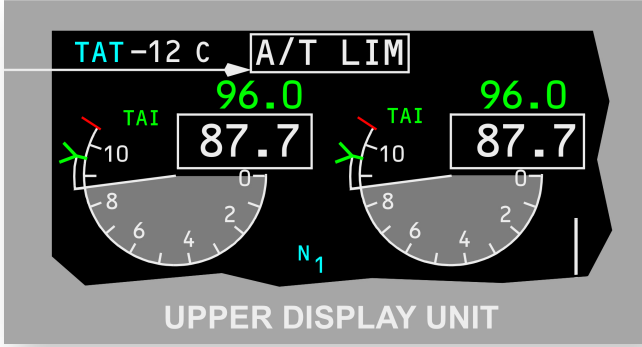 TAT -12 C A/T LIM
96.0 96.0
TAI TAI
87.7 87.7
10 10
0 0
8 8
2 2
6 6
4 4
N1
UPPER DISPLAY UNIT